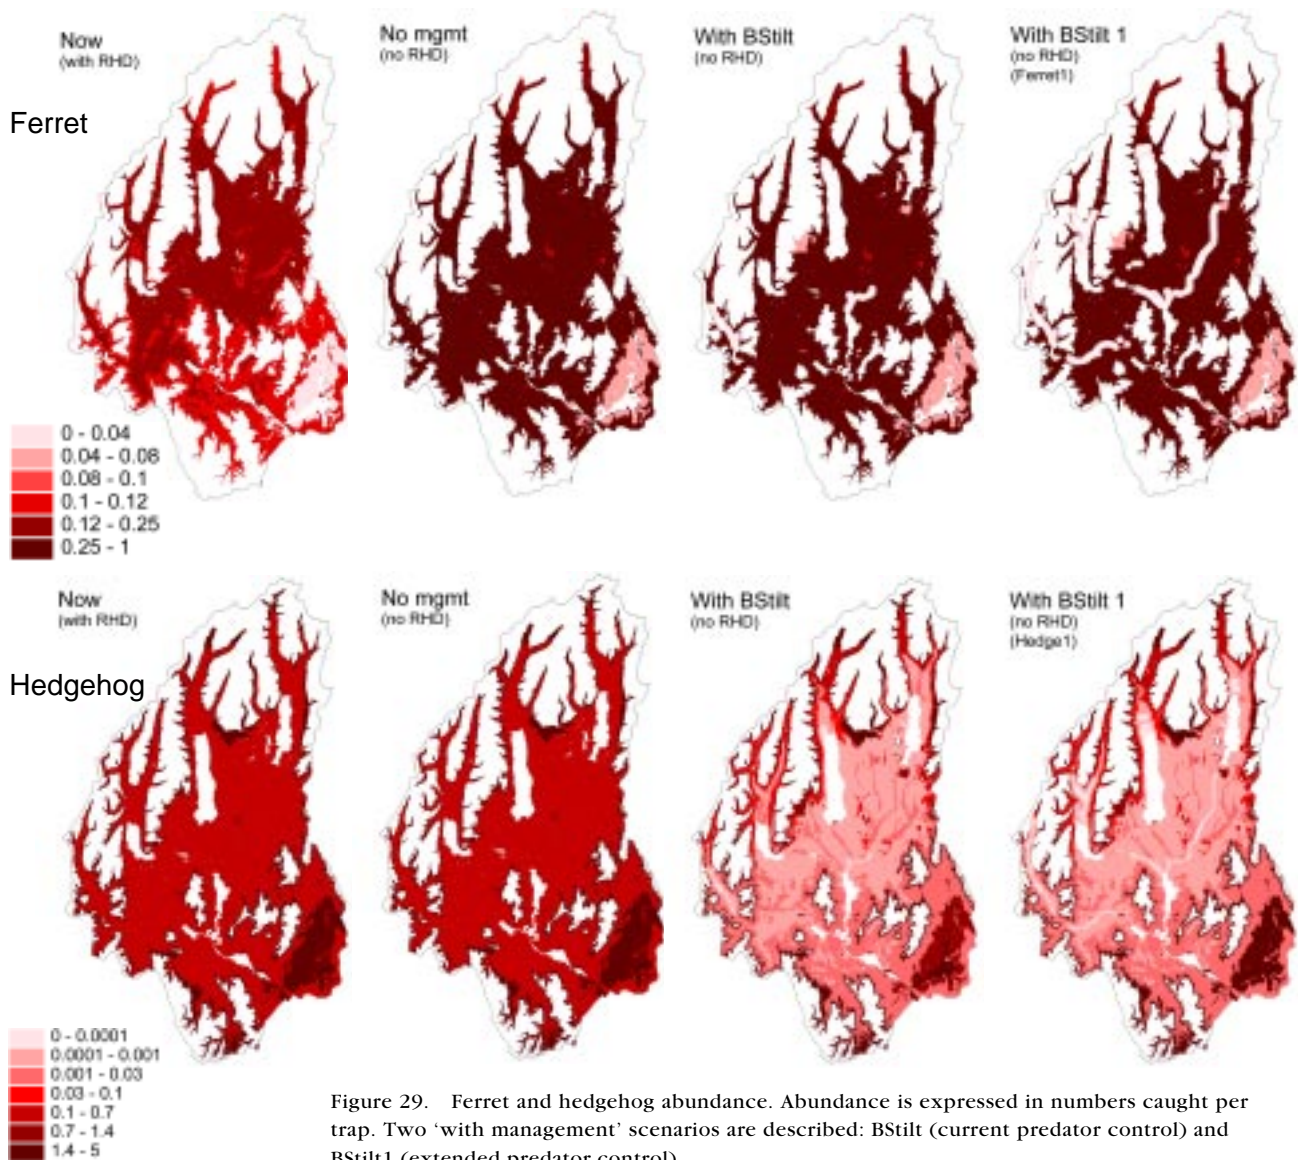 Now
(with RHD)
No mgmt
(no RHD)
With BStilt
(no RHD)
With BStilt 1
(no RHD)
(Ferret1)
Ferret
0 - 0.04
0.04 - 0.08
0.08 - 0.1
0.1 - 0.12
0.12 - 0.25
0.25 - 1
Now
(with RHD)
No mgmt
(no RHD)
With BStilt
(no RHD)
With BStilt 1
(no RHD)
(Hedge1)
Hedgehog
0 - 0.0001
0.0001 - 0.001
0.001 - 0.03
0.03 - 0.1
0.1 - 0.7
0.7 - 1.4
1.4 - 5
Figure 29. Ferret and hedgehog abundance. Abundance is expressed in numbers caught per
trap. Two ‘with management’ scenarios are described: BStilt (current predator control) and
BStilt1 (extended predator control)